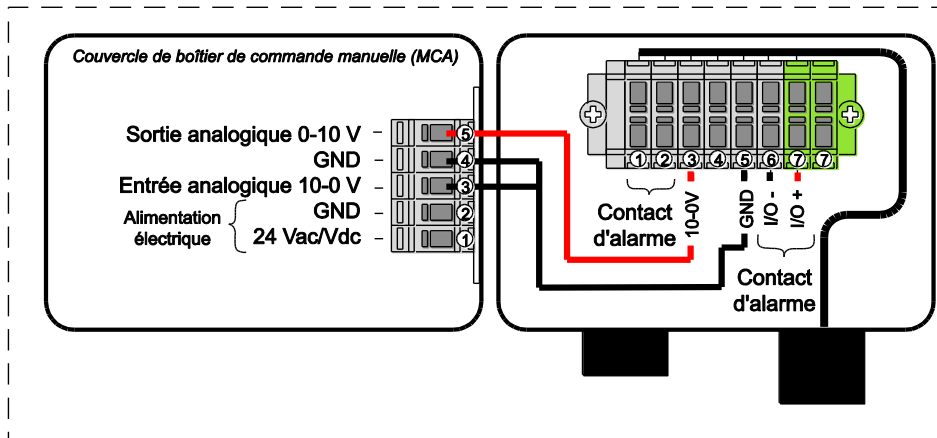 Couvercle de boîtier de commande manuelle (MCA)
Sortie analogique 0-10 V
GND
Entrée analogique 10-0 V
GND
Alimentation
électrique
24 Vac/Vdc
5
4
3
2
1
1 2 3 4 5 6 7 7
Contact
d'alarme
10-0V
GND
I/O -
I/O +
Contact
d'alarme